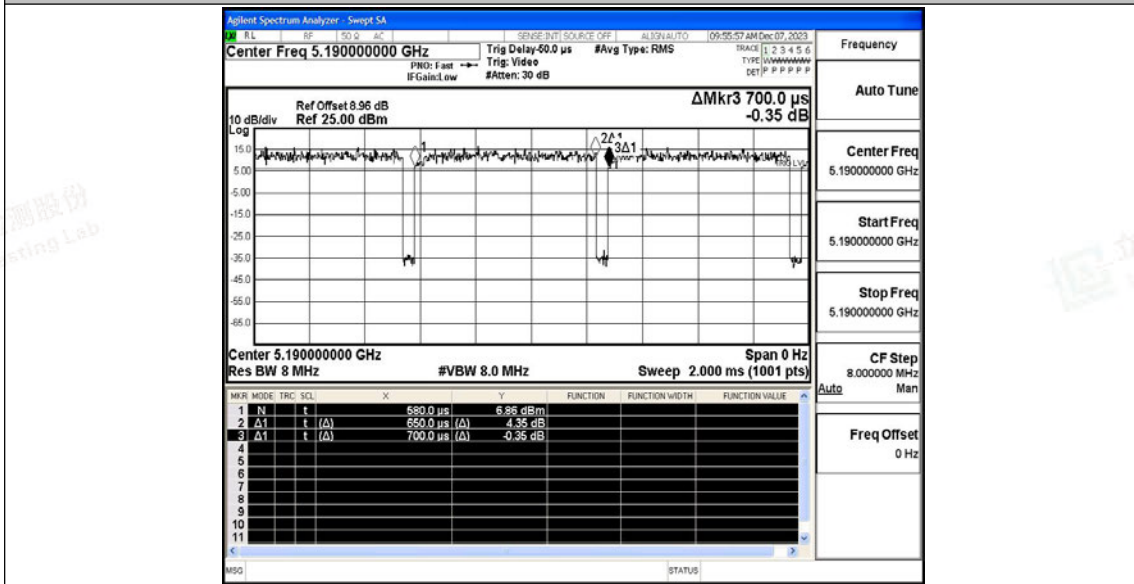 Agilent Spectrum Analyzer - Swept SA
RL RF 50 Ω AC SENSE:INT SOURCE OFF ALIGN AUTO 09:55:57 AM Dec 07, 2023
Center Freq 5.190000000 GHz
PNO: Fast
IFGain:Low
Trig Delay-50.0 µs
Trig: Video
#Atten: 30 dB
#Avg Type: RMS
TRACE 1 2 3 4 5 6
TYPE WWWWWW
DET P P P P P P
Frequency
Auto Tune
Center Freq
5.190000000 GHz
Start Freq
5.190000000 GHz
Stop Freq
5.190000000 GHz
CF Step
8.000000 MHz
Auto Man
Freq Offset
0 Hz
ΔMkr3 700.0 µs
-0.35 dB
Ref Offset 8.96 dB
10 dB/div Ref 25.00 dBm
Log
15.0
5.00
-5.00
-15.0
-25.0
-35.0
-45.0
-55.0
-65.0
1
2Δ1
3Δ1
TRIG LVL
Center 5.190000000 GHz Span 0 Hz
Res BW 8 MHz #VBW 8.0 MHz Sweep 2.000 ms (1001 pts)
MKR MODE TRC SCL X Y FUNCTION FUNCTION WIDTH FUNCTION VALUE
1 N t 580.0 µs 6.86 dBm
2 Δ1 t (Δ) 650.0 µs (Δ) 4.35 dB
3 Δ1 t (Δ) 700.0 µs (Δ) -0.35 dB
4
5
6
7
8
9
10
11
MSG STATUS